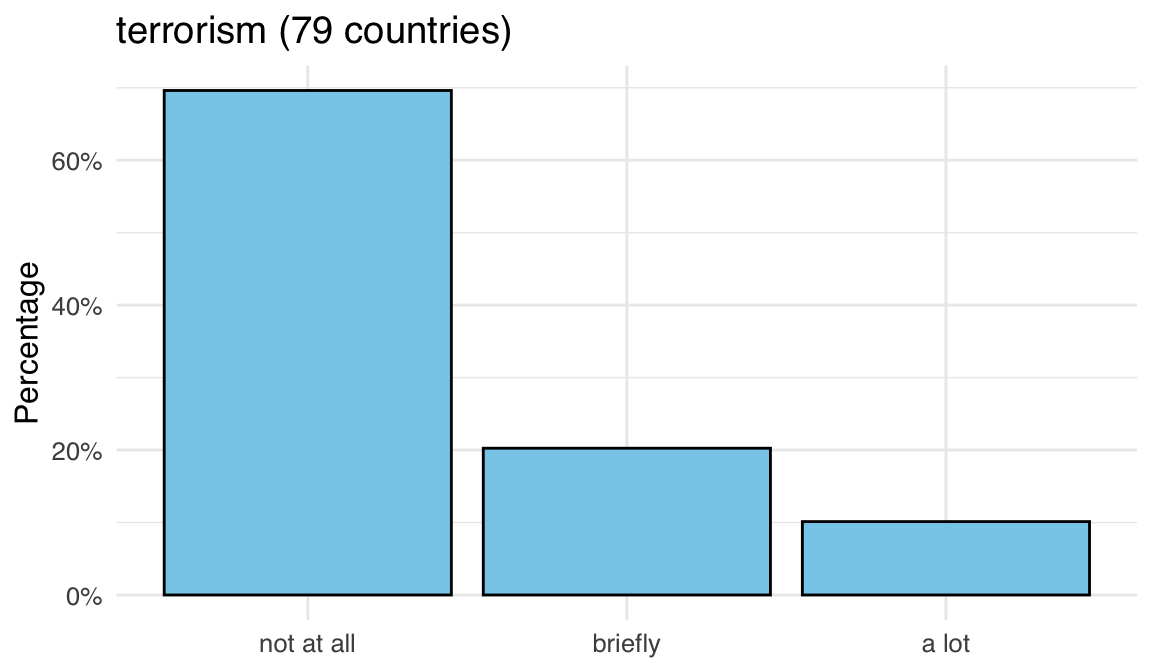 terrorism (79 countries)
Percentage
60%
40%
20%
0%
not at all
briefly
a lot